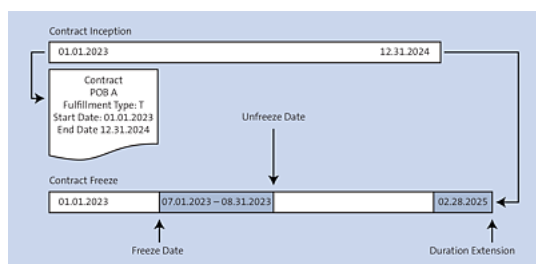 Contract Inception
01.01.2023 12.31.2024
Contract
POB A
Fulfillment Type: T
Start Date: 01.01.2023
End Date 12.31.2024
Unfreeze Date
Contract Freeze
01.01.2023 07.01.2023 – 08.31.2023 02.28.2025
Freeze Date Duration Extension